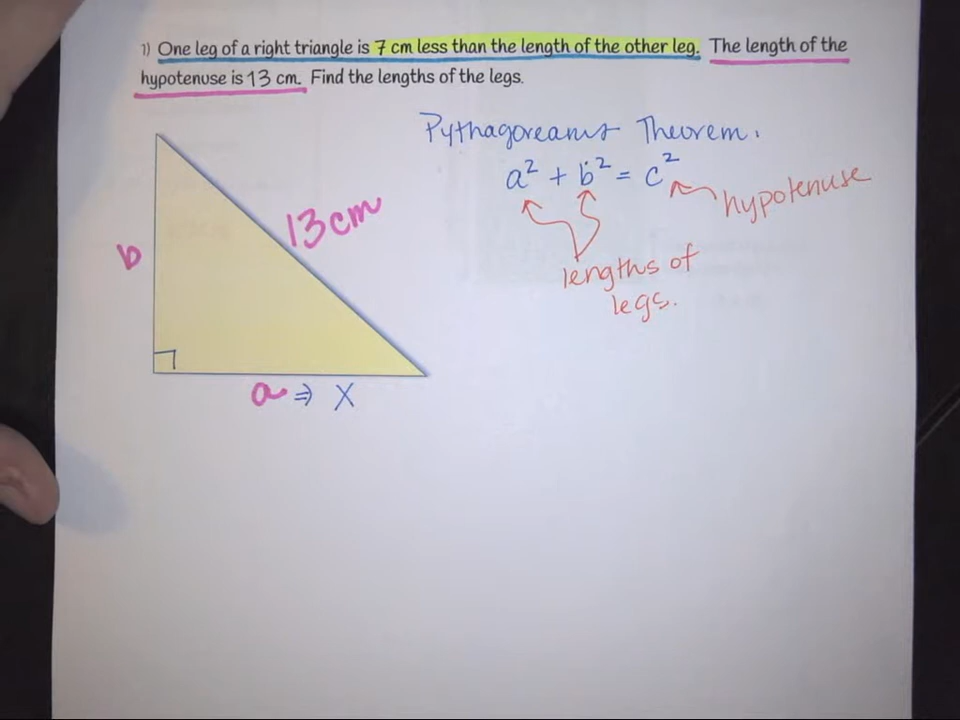 1) One leg of a right triangle is 7 cm less than the length of the other leg. The length of the
hypotenuse is 13 cm. Find the lengths of the legs.
Pythagoreams Theorem.
a² + b² = c²
hypotenuse
lengths of
legs.
13cm
b
a ⇒ x